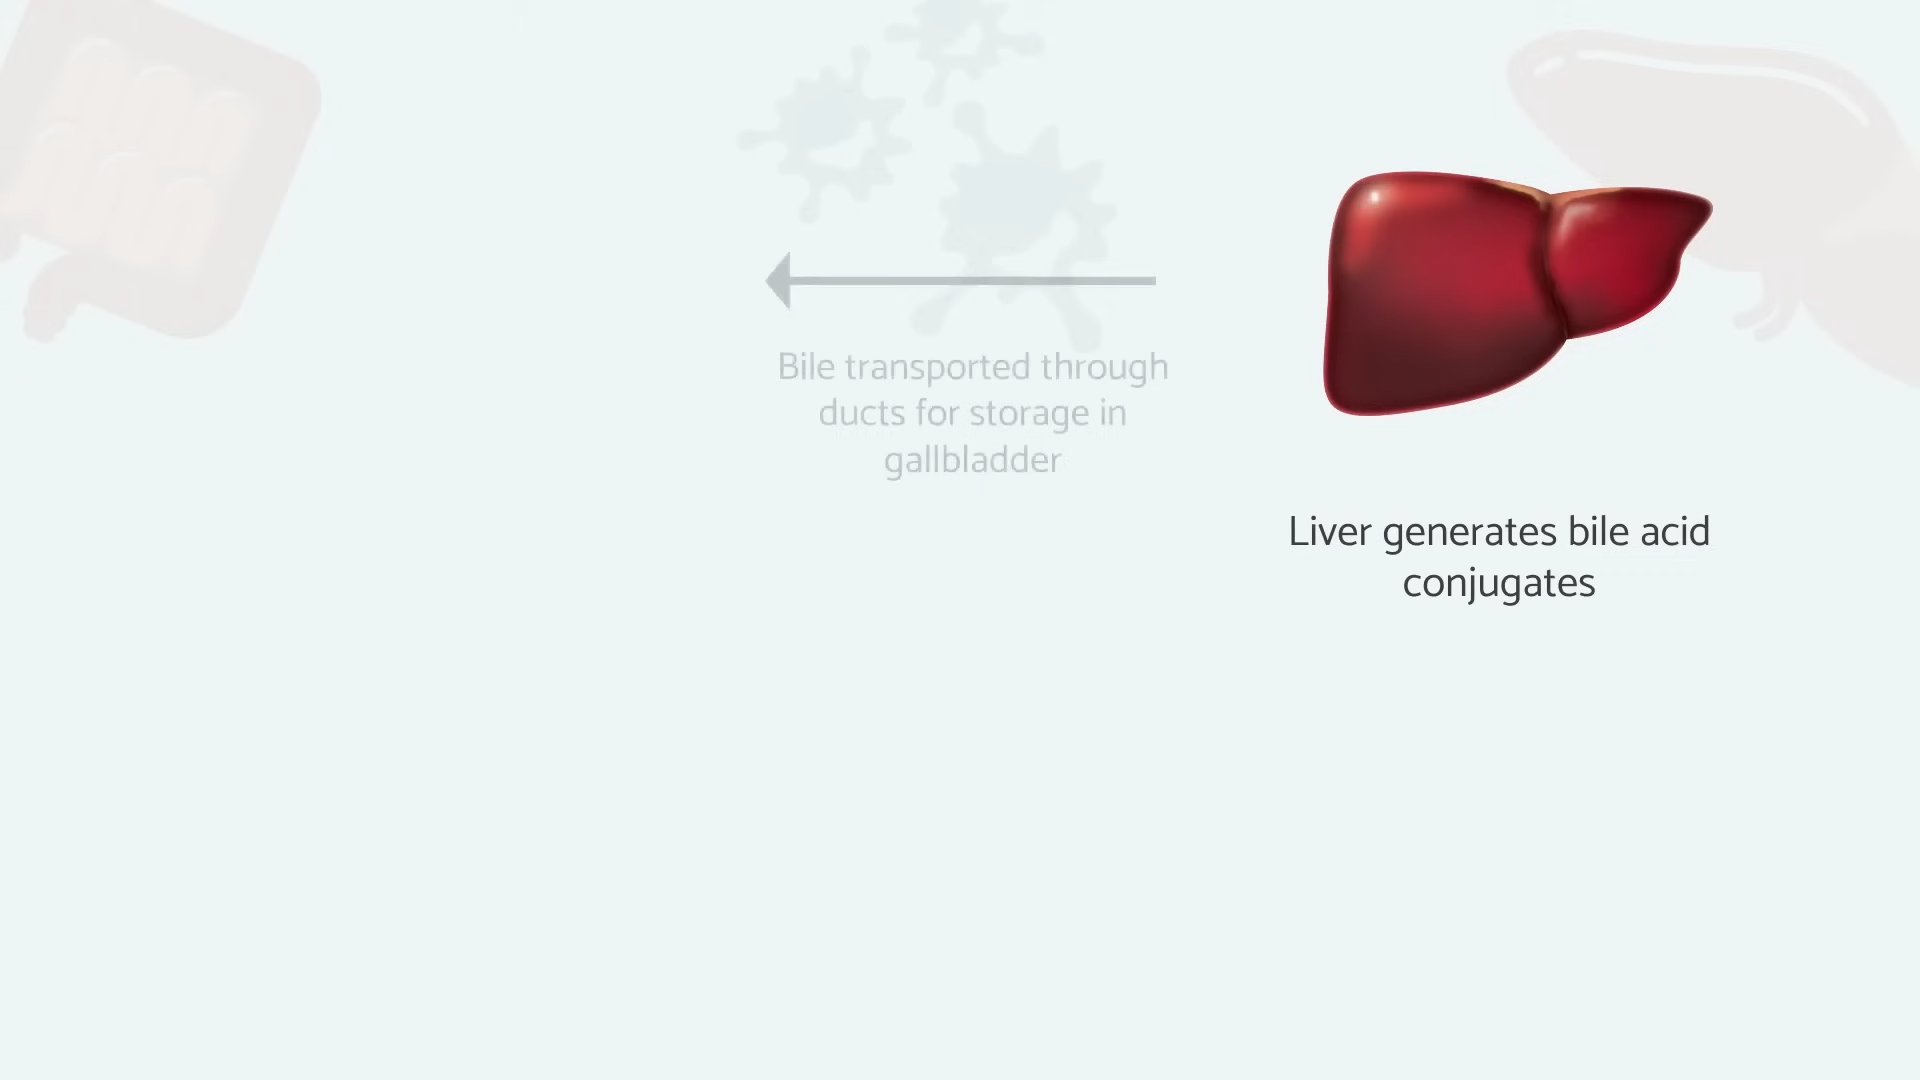 Bile transported through
ducts for storage in
gallbladder
Liver generates bile acid
conjugates